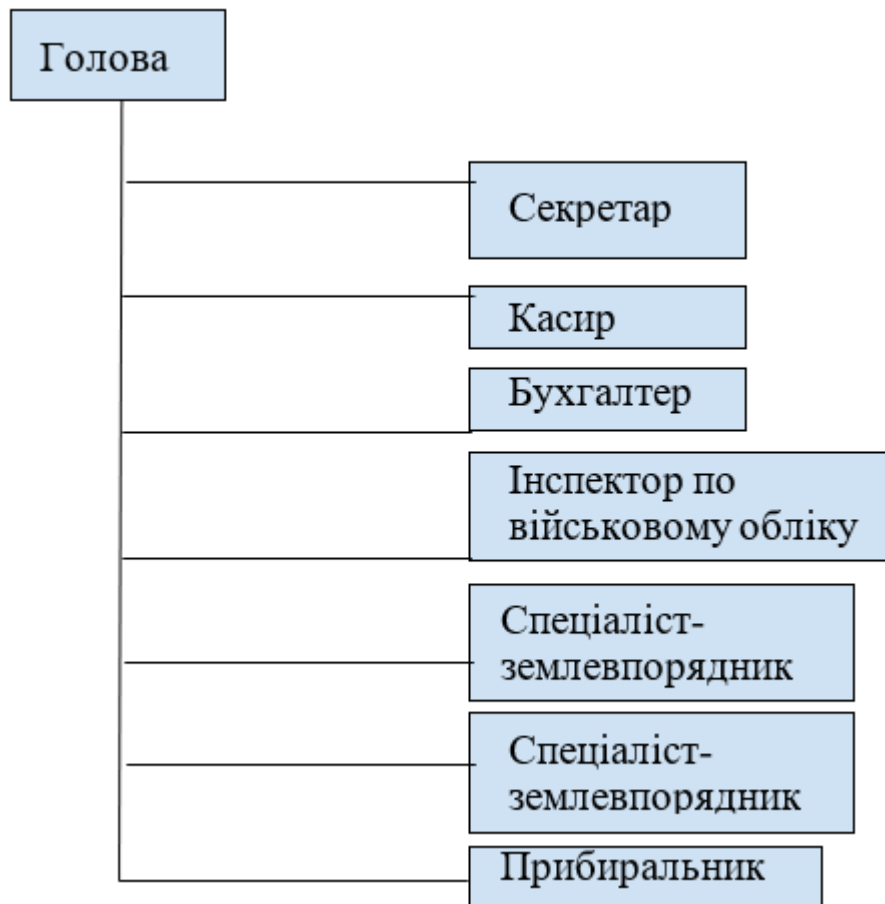 Голова
Секретар
Касир
Бухгалтер
Інспектор по
військовому обліку
Спеціаліст-
землевпорядник
Спеціаліст-
землевпорядник
Прибиральник